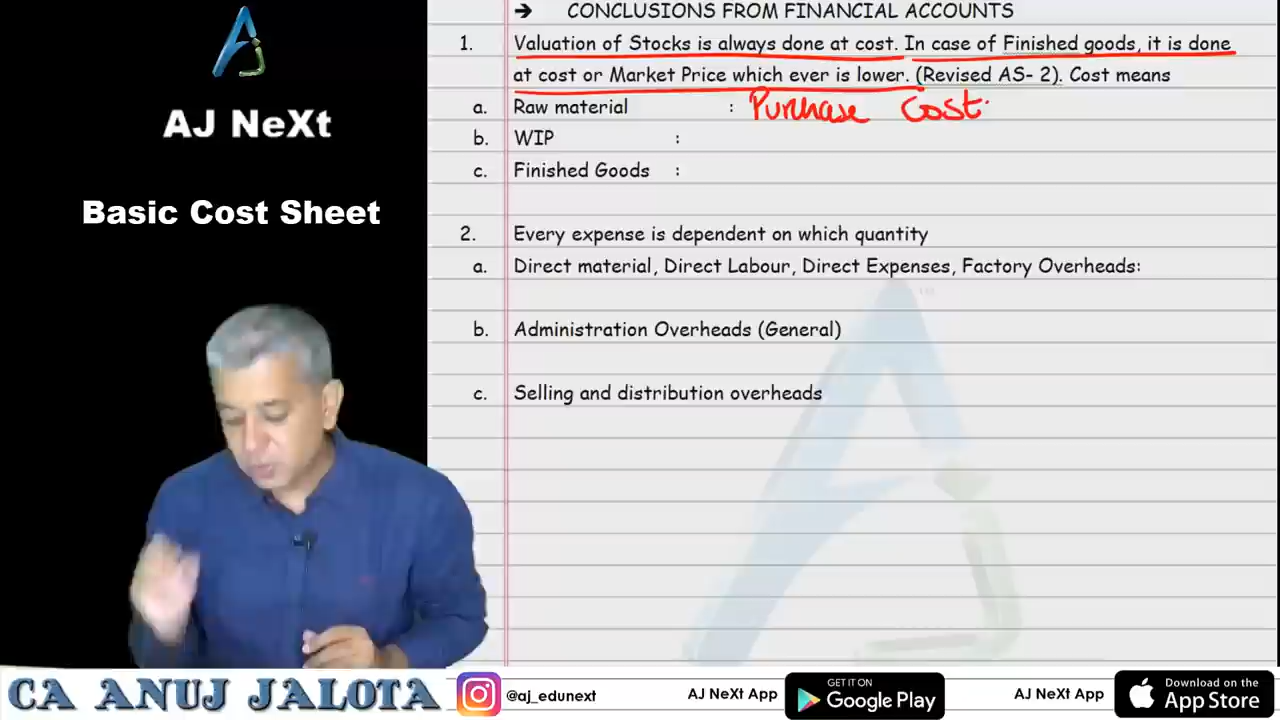 AJ NeXt
Basic Cost Sheet
➔ CONCLUSIONS FROM FINANCIAL ACCOUNTS
1. Valuation of Stocks is always done at cost. In case of Finished goods, it is done
at cost or Market Price which ever is lower. (Revised AS- 2). Cost means
a. Raw material : Purchase Cost.
b. WIP :
c. Finished Goods :
2. Every expense is dependent on which quantity
a. Direct material, Direct Labour, Direct Expenses, Factory Overheads:
b. Administration Overheads (General)
c. Selling and distribution overheads
CA ANUJ JALOTA @aj_edunext AJ NeXt App GET IT ON Google Play AJ NeXt App Download on the App Store